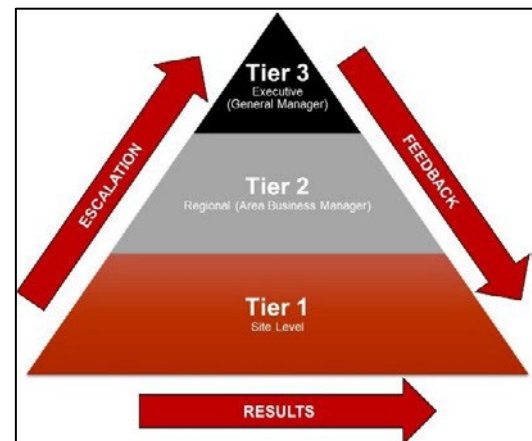 Tier 3
Executive
(General Manager)
ESCALATION
FEEDBACK
Tier 2
Regional (Area Business Manager)
Tier 1
Site Level
RESULTS